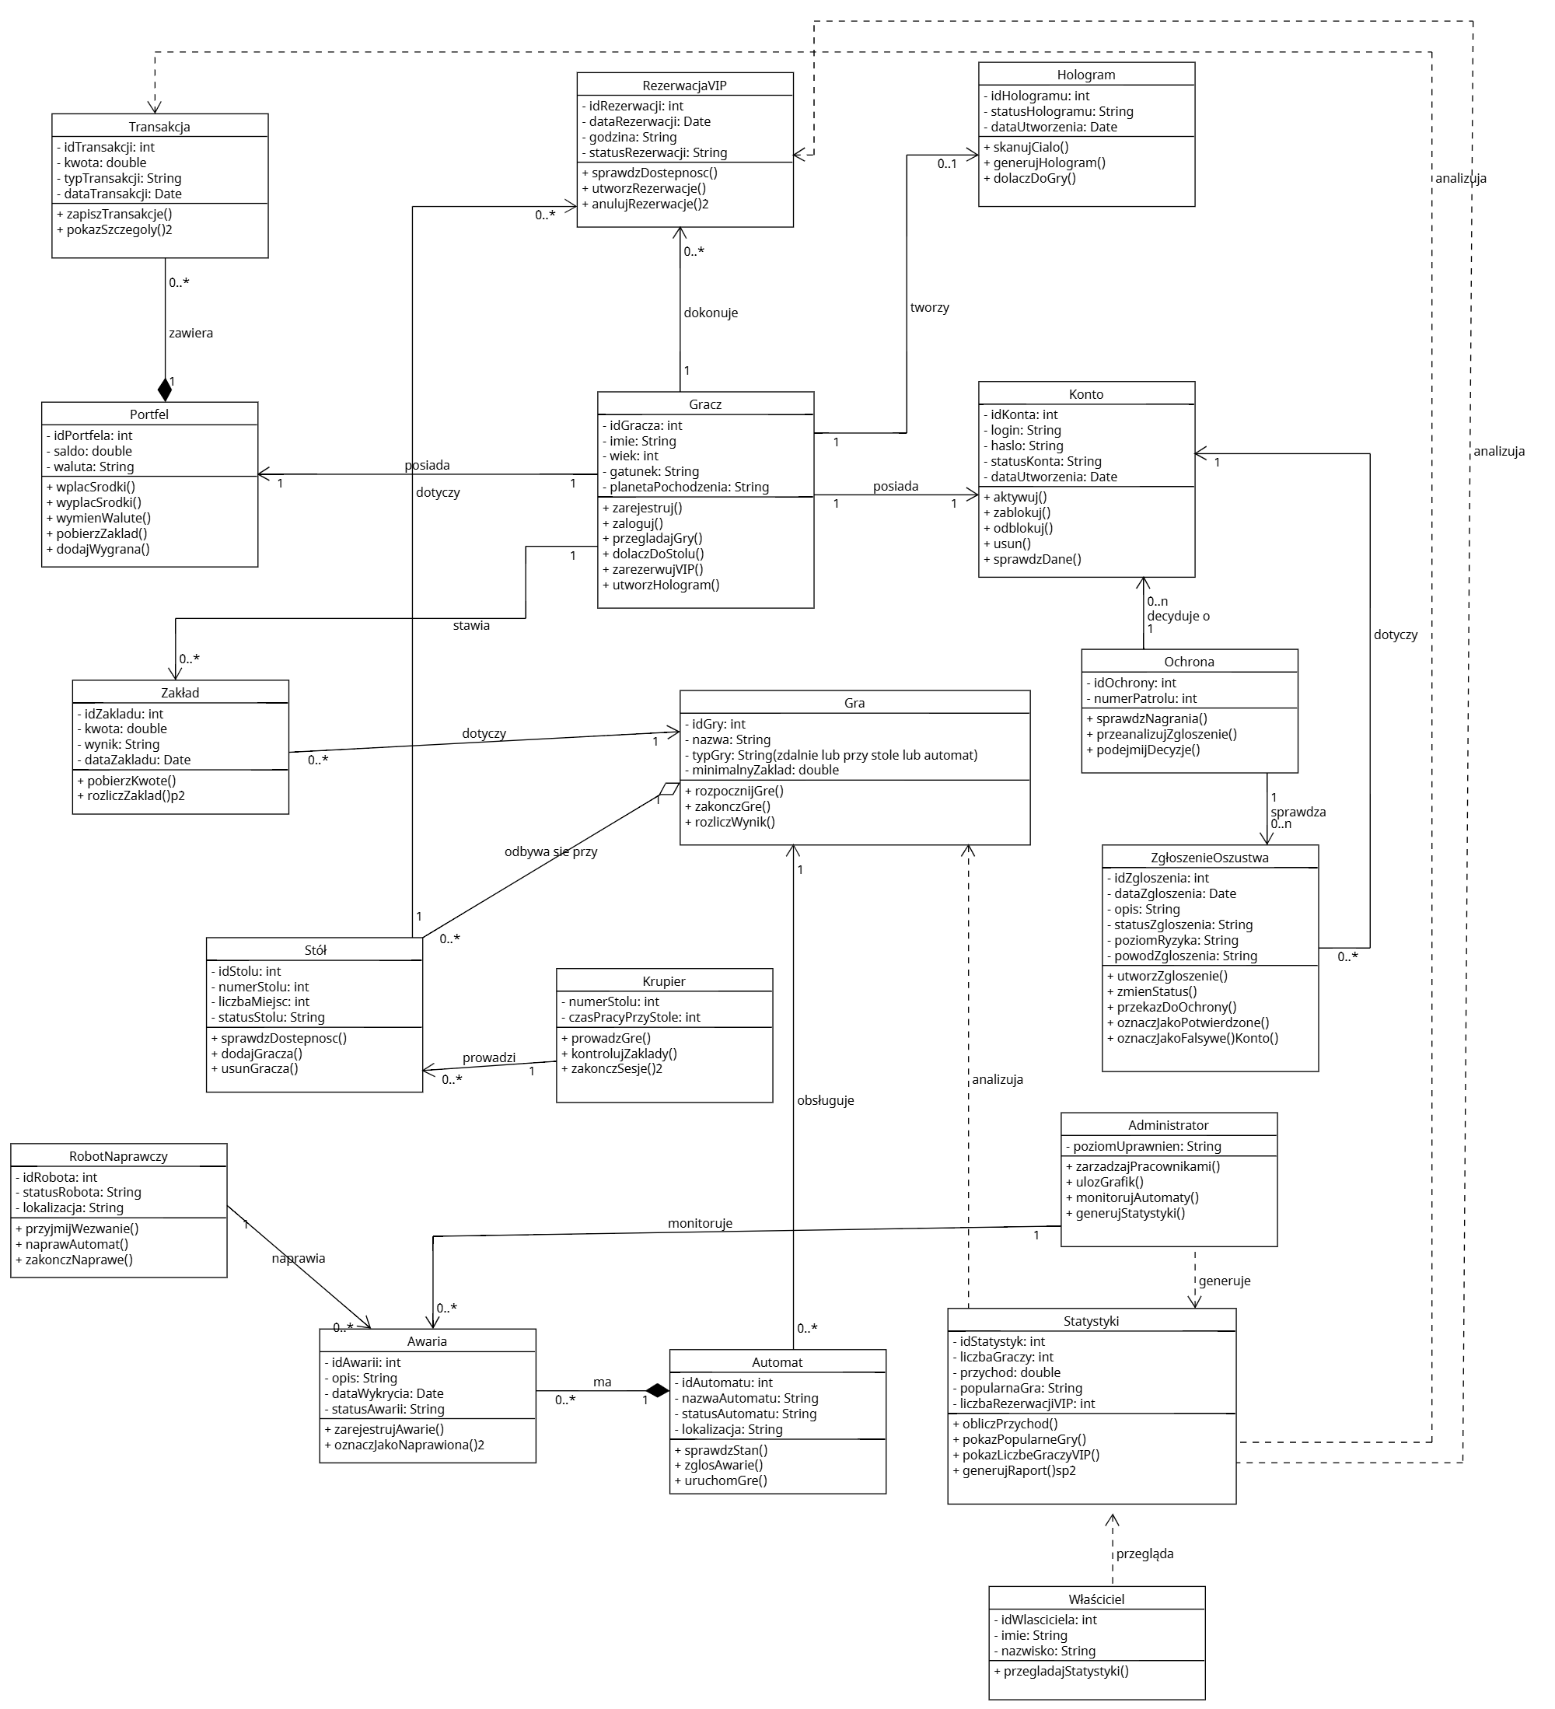 Transakcja
- idTransakcji: int
- kwota: double
- typTransakcji: String
- dataTransakcji: Date
+ zapiszTransakcje()
+ pokazSzczegoly()2
0..*
zawiera
1
RezerwacjaVIP
- idRezerwacji: int
- dataRezerwacji: Date
- godzina: String
- statusRezerwacji: String
+ sprawdzDostepnosc()
+ utworzRezerwacje()
+ anulujRezerwacje()2
0..*
0..*
dokonuje
1
Hologram
- idHologramu: int
- statusHologramu: String
- dataUtworzenia: Date
+ skanujCialo()
+ generujHologram()
+ dolaczDoGry()
0..1
tworzy
1
analizuja
analizuja
Portfel
- idPortfela: int
- saldo: double
- waluta: String
+ wplacSrodki()
+ wyplacSrodki()
+ wymienWalute()
+ pobierzZaklad()
+ dodajWygrana()
posiada
1
1
dotyczy
Gracz
- idGracza: int
- imie: String
- wiek: int
- gatunek: String
- planetaPochodzenia: String
+ zarejestruj()
+ zaloguj()
+ przegladajGry()
+ dolaczDoStolu()
+ zarezerwujVIP()
+ utworzHologram()
posiada
1
1
Konto
- idKonta: int
- login: String
- haslo: String
- statusKonta: String
- dataUtworzenia: Date
+ aktywuj()
+ zablokuj()
+ odblokuj()
+ usun()
+ sprawdzDane()
1
1
stawia
0..*
0..n
decyduje o
1
dotyczy
Zakład
- idZakladu: int
- kwota: double
- wynik: String
- dataZakladu: Date
+ pobierzKwote()
+ rozliczZaklad()p2
0..*
dotyczy
1
Gra
- idGry: int
- nazwa: String
- typGry: String(zdalnie lub przy stole lub automat)
- minimalnyZaklad: double
+ rozpocznijGre()
+ zakonczGre()
+ rozliczWynik()
Ochrona
- idOchrony: int
- numerPatrolu: int
+ sprawdzNagrania()
+ przeanalizujZgloszenie()
+ podejmijDecyzje()
1
sprawdza
0..n
1
odbywa sie przy
0..*
1
1
ZgłoszenieOszustwa
- idZgloszenia: int
- dataZgloszenia: Date
- opis: String
- statusZgloszenia: String
- poziomRyzyka: String
- powodZgloszenia: String
+ utworzZgloszenie()
+ zmienStatus()
+ przekazDoOchrony()
+ oznaczJakoPotwierdzone()
+ oznaczJakoFalsywe()Konto()
0..*
Stół
- idStolu: int
- numerStolu: int
- liczbaMiejsc: int
- statusStolu: String
+ sprawdzDostepnosc()
+ dodajGracza()
+ usunGracza()
prowadzi
0..*
1
Krupier
- numerStolu: int
- czasPracyPrzyStole: int
+ prowadzGre()
+ kontrolujZaklady()
+ zakonczSesje()2
obsługuje
analizuja
Administrator
- poziomUprawnien: String
+ zarzadzajPracownikami()
+ ulozGrafik()
+ monitorujAutomaty()
+ generujStatystyki()
RobotNaprawczy
- idRobota: int
- statusRobota: String
- lokalizacja: String
+ przyjmijWezwanie()
+ naprawAutomat()
+ zakonczNaprawe()
1
naprawia
0..*
monitoruje
1
0..*
generuje
0..*
Awaria
- idAwarii: int
- opis: String
- dataWykrycia: Date
- statusAwarii: String
+ zarejestrujAwarie()
+ oznaczJakoNaprawiona()2
ma
0..*
1
Automat
- idAutomatu: int
- nazwaAutomatu: String
- statusAutomatu: String
- lokalizacja: String
+ sprawdzStan()
+ zglosAwarie()
+ uruchomGre()
Statystyki
- idStatystyk: int
- liczbaGraczy: int
- przychod: double
- popularnaGra: String
- liczbaRezerwacjiVIP: int
+ obliczPrzychod()
+ pokazPopularneGry()
+ pokazLiczbeGraczyVIP()
+ generujRaport()sp2
przegląda
Właściciel
- idWlasciciela: int
- imie: String
- nazwisko: String
+ przegladajStatystyki()